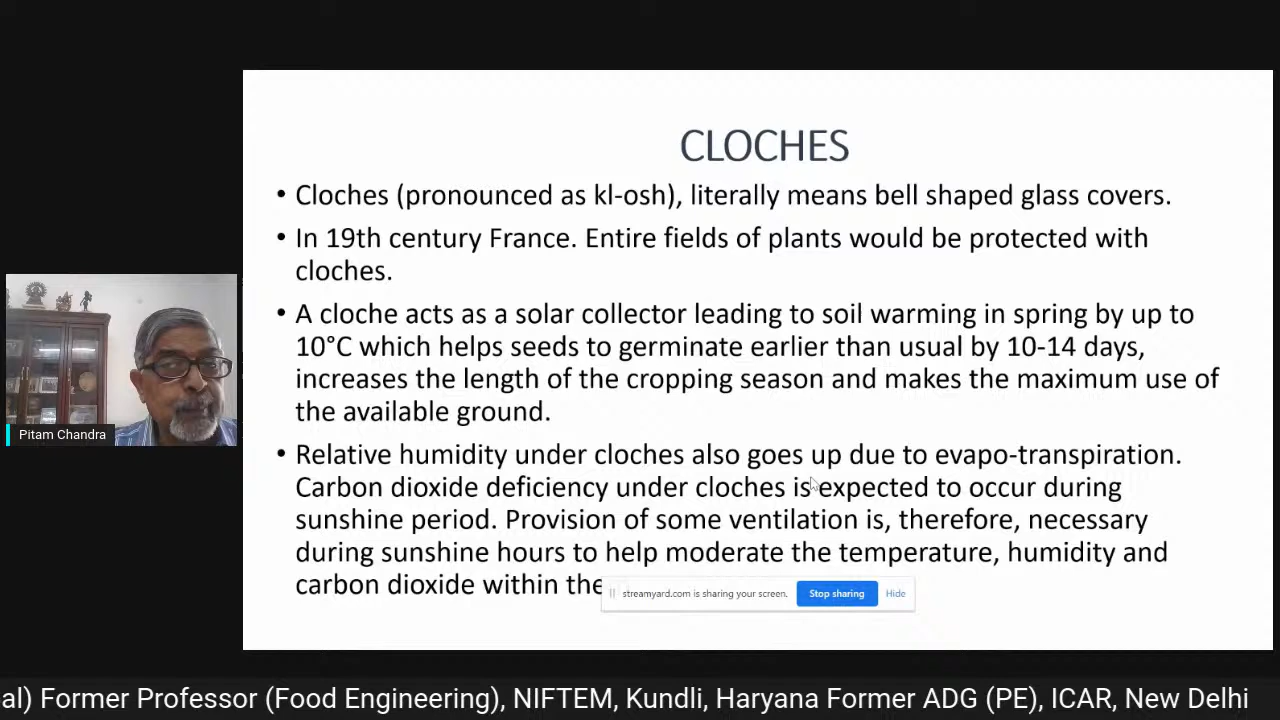 CLOCHES
• Cloches (pronounced as kl-osh), literally means bell shaped glass covers.
• In 19th century France. Entire fields of plants would be protected with
cloches.
• A cloche acts as a solar collector leading to soil warming in spring by up to
10°C which helps seeds to germinate earlier than usual by 10-14 days,
increases the length of the cropping season and makes the maximum use of
the available ground.
• Relative humidity under cloches also goes up due to evapo-transpiration.
Carbon dioxide deficiency under cloches is expected to occur during
sunshine period. Provision of some ventilation is, therefore, necessary
during sunshine hours to help moderate the temperature, humidity and
carbon dioxide within the
streamyard.com is sharing your screen. Stop sharing Hide
Pitam Chandra
al) Former Professor (Food Engineering), NIFTEM, Kundli, Haryana Former ADG (PE), ICAR, New Delhi